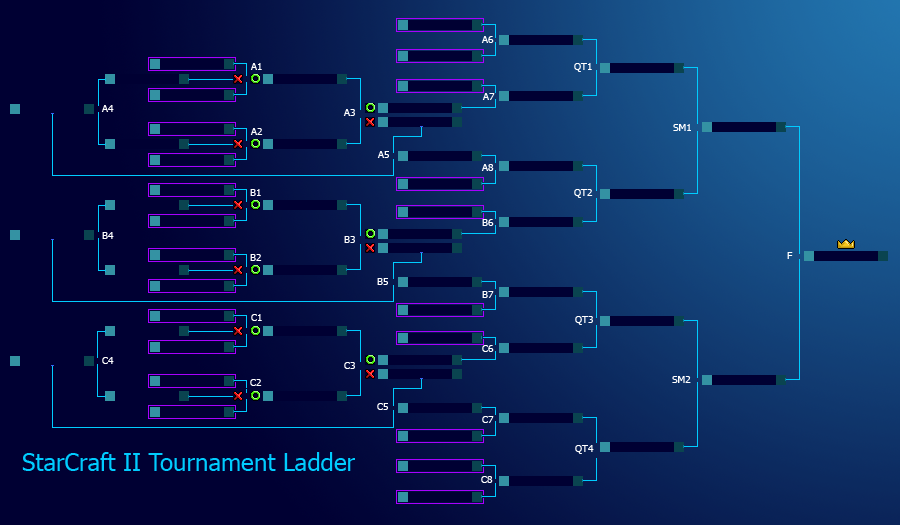 A6
QT1
A1
A4
A7
A3
SM1
A2
A5
A8
QT2
B1
B6
B4
B3
F
B2
B5
B7
C1
QT3
C6
C4
C3
SM2
C2
C5
C7
QT4
StarCraft II Tournament Ladder
C8